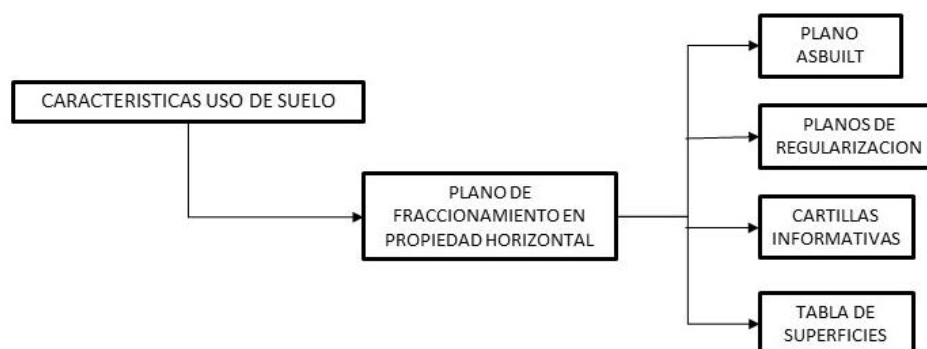 CARACTERISTICAS USO DE SUELO
PLANO DE
FRACCIONAMIENTO EN
PROPIEDAD HORIZONTAL
PLANO
ASBUILT
PLANOS DE
REGULARIZACION
CARTILLAS
INFORMATIVAS
TABLA DE
SUPERFICIES